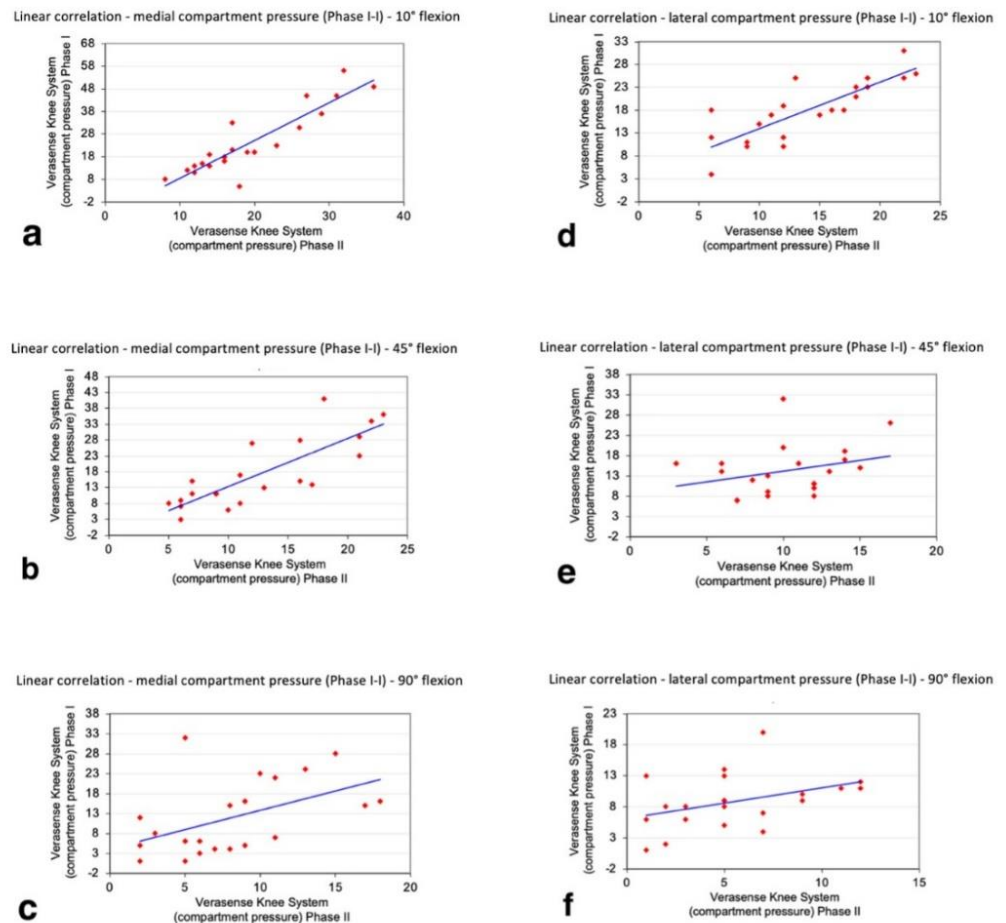 Linear correlation - medial compartment pressure (Phase I-I) - 10° flexion
Verasense Knee System
(compartment pressure) Phase I
68
58
48
38
28
18
8
-2
0
10
20
30
40
Verasense Knee System
(compartment pressure) Phase II
a
Linear correlation - lateral compartment pressure (Phase I-I) - 10° flexion
Verasense Knee System
(compartment pressure) Phase I
33
28
23
18
13
8
3
-2
0
5
10
15
20
25
Verasense Knee System
(compartment pressure) Phase II
d
Linear correlation - medial compartment pressure (Phase I-I) - 45° flexion
Verasense Knee System
(compartment pressure) Phase I
48
43
38
33
28
23
18
13
8
3
-2
0
5
10
15
20
25
Verasense Knee System
(compartment pressure) Phase II
b
Linear correlation - lateral compartment pressure (Phase I-I) - 45° flexion
Verasense Knee System
(compartment pressure) Phase I
38
33
28
23
18
13
8
3
-2
0
5
10
15
20
Verasense Knee System
(compartment pressure) Phase II
e
Linear correlation - medial compartment pressure (Phase I-I) - 90° flexion
Verasense Knee System
(compartment pressure) Phase I
38
33
28
23
18
13
8
3
-2
0
5
10
15
20
Verasense Knee System
(compartment pressure) Phase II
c
Linear correlation - lateral compartment pressure (Phase I-I) - 90° flexion
Verasense Knee System
(compartment pressure) Phase I
23
18
13
8
3
-2
0
5
10
15
Verasense Knee System
(compartment pressure) Phase II
f